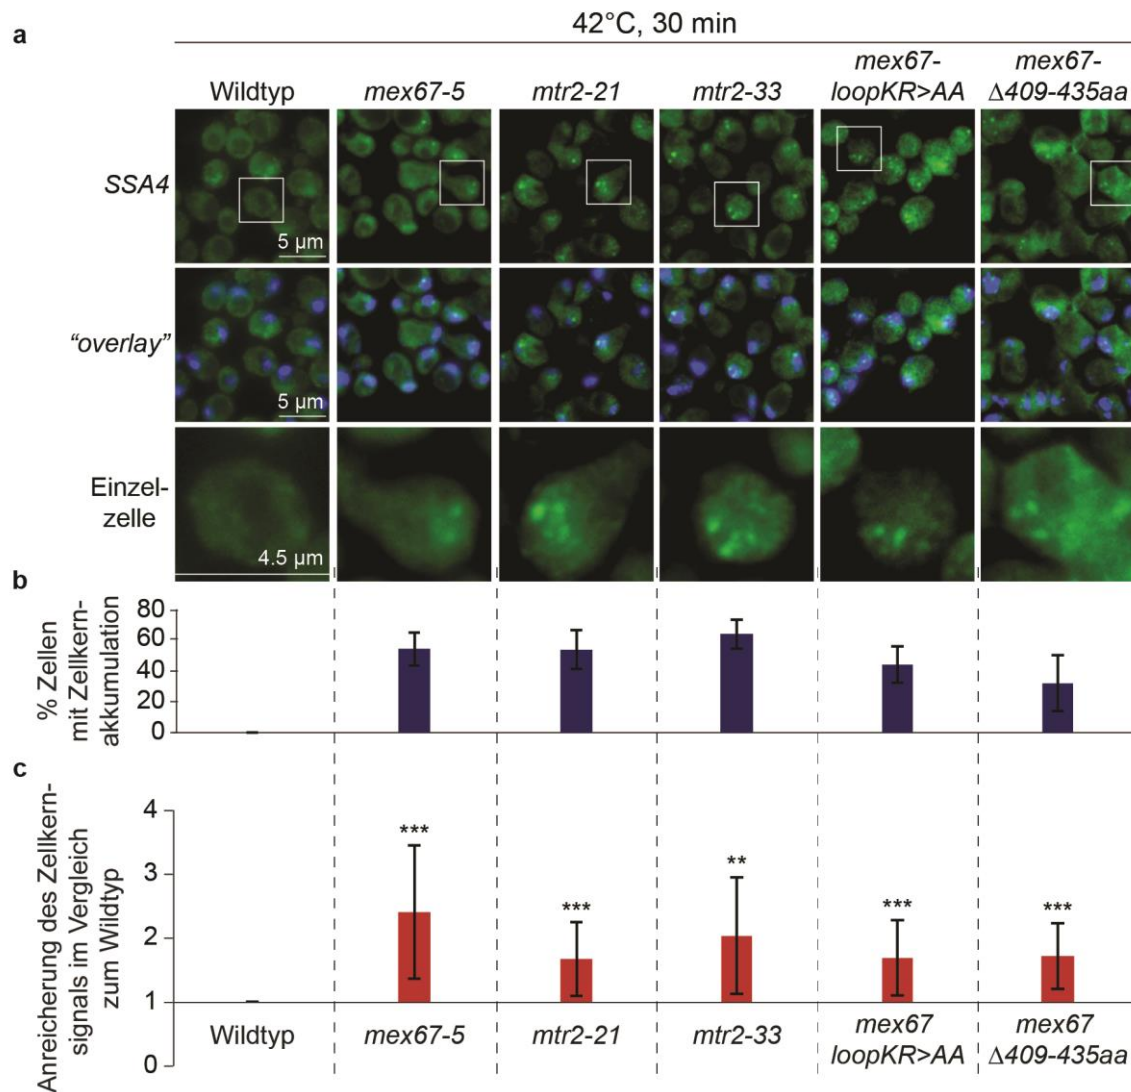 42°C, 30 min
a
Wildtyp
mex67-5
mtr2-21
mtr2-33
mex67-
loopKR>AA
mex67-
Δ409-435aa
SSA4
5 µm
"overlay"
5 µm
Einzel-
zelle
4.5 µm
b
% Zellen
mit Zellkern-
akkumulation
80
60
40
20
0
c
Anreicherung des Zellkern-
signals im Vergleich
zum Wildtyp
4
3
2
1
0
***
***
**
***
***
Wildtyp
mex67-5
mtr2-21
mtr2-33
mex67
loopKR>AA
mex67
Δ409-435aa